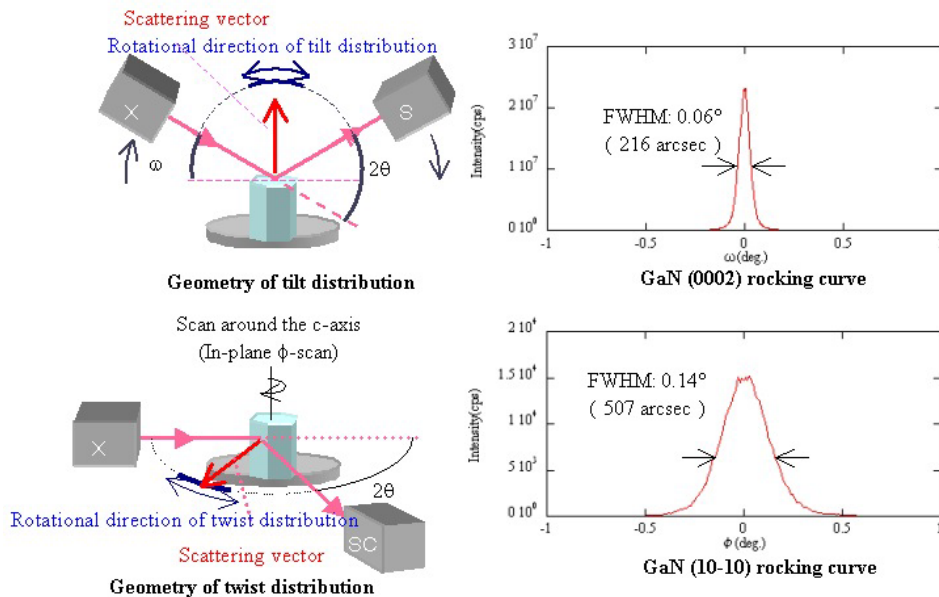 Scattering vector
Rotational direction of tilt distribution
X
S
ω
2θ
Geometry of tilt distribution
3 10⁷
2 10⁷
1 10⁷
0 10⁰
Intensity(cps)
FWHM: 0.06°
( 216 arcsec )
-1
-0.5
0
0.5
1
ω(deg.)
GaN (0002) rocking curve
Scan around the c-axis
(In-plane ϕ-scan)
X
2θ
Rotational direction of twist distribution
SC
Scattering vector
Geometry of twist distribution
2 10⁴
1.5 10⁴
1 10⁴
5 10³
0 10⁰
Intensity(cps)
FWHM: 0.14°
( 507 arcsec )
-1
-0.5
0
0.5
1
ϕ(deg.)
GaN (10-10) rocking curve